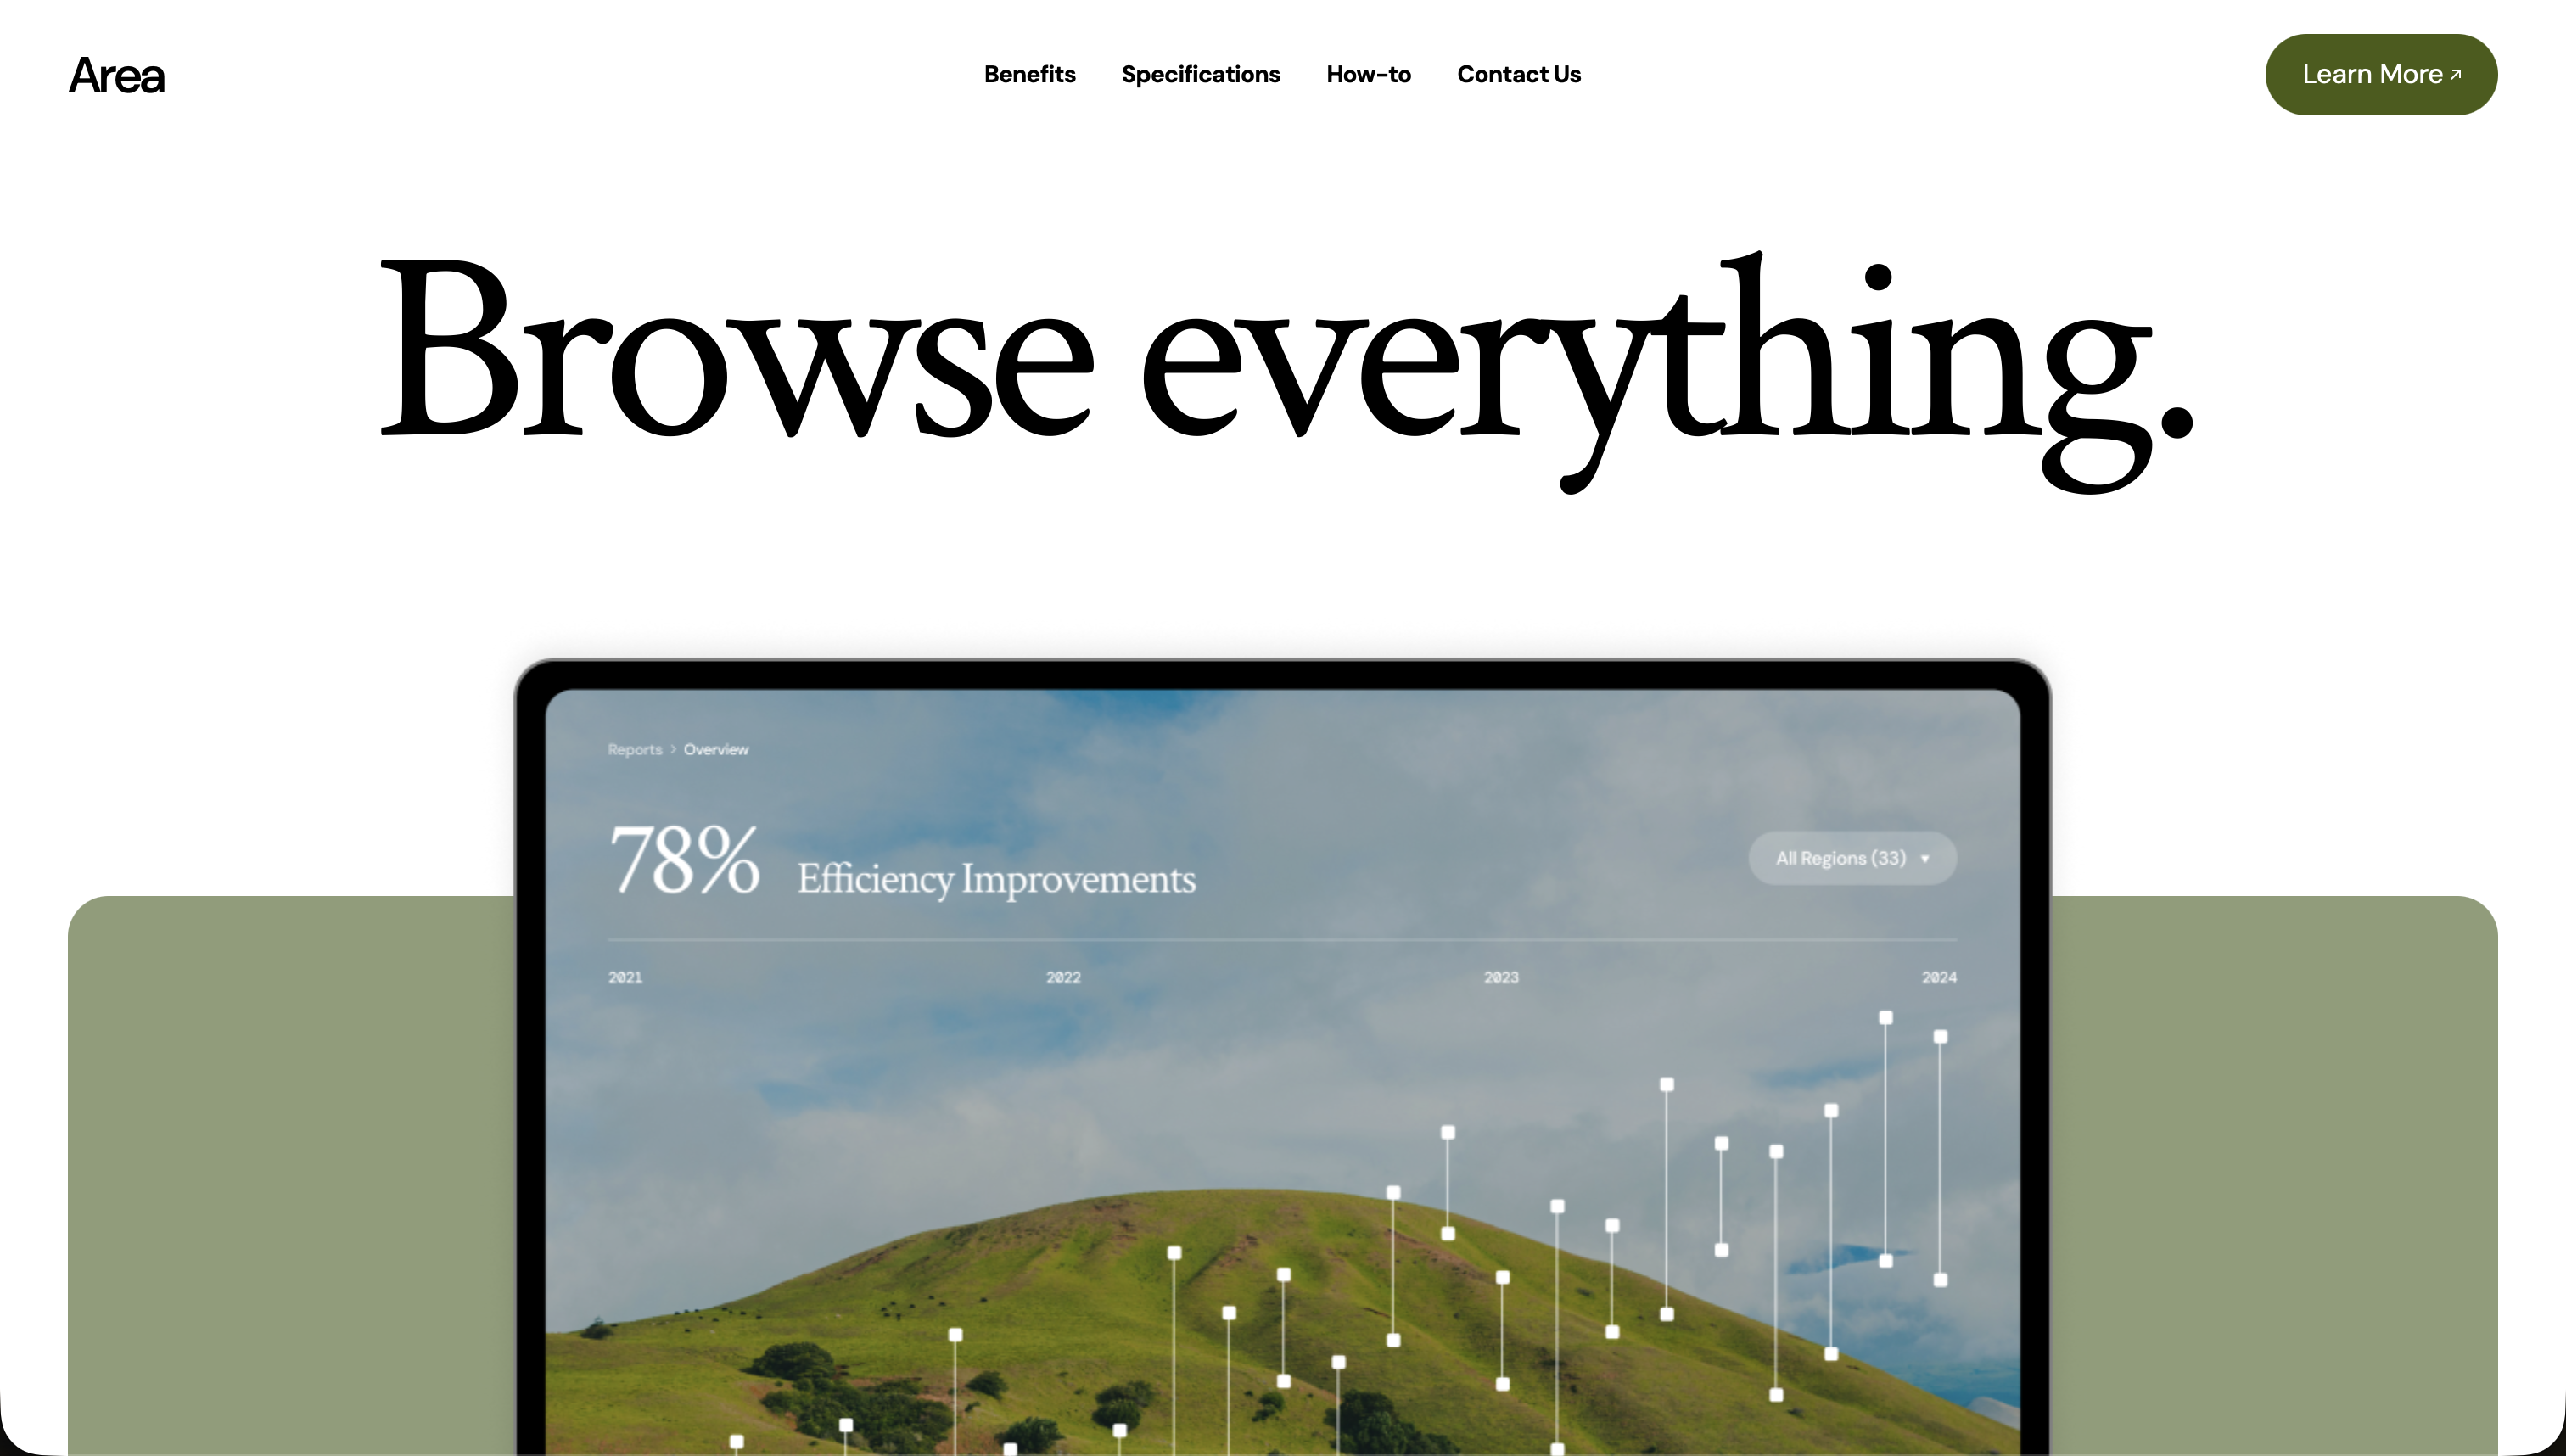 Area
Benefits Specifications How-to Contact Us
Learn More ↗
Browse everything.
Reports > Overview
78% Efficiency Improvements
All Regions (33) ▼
2021 2022 2023 2024